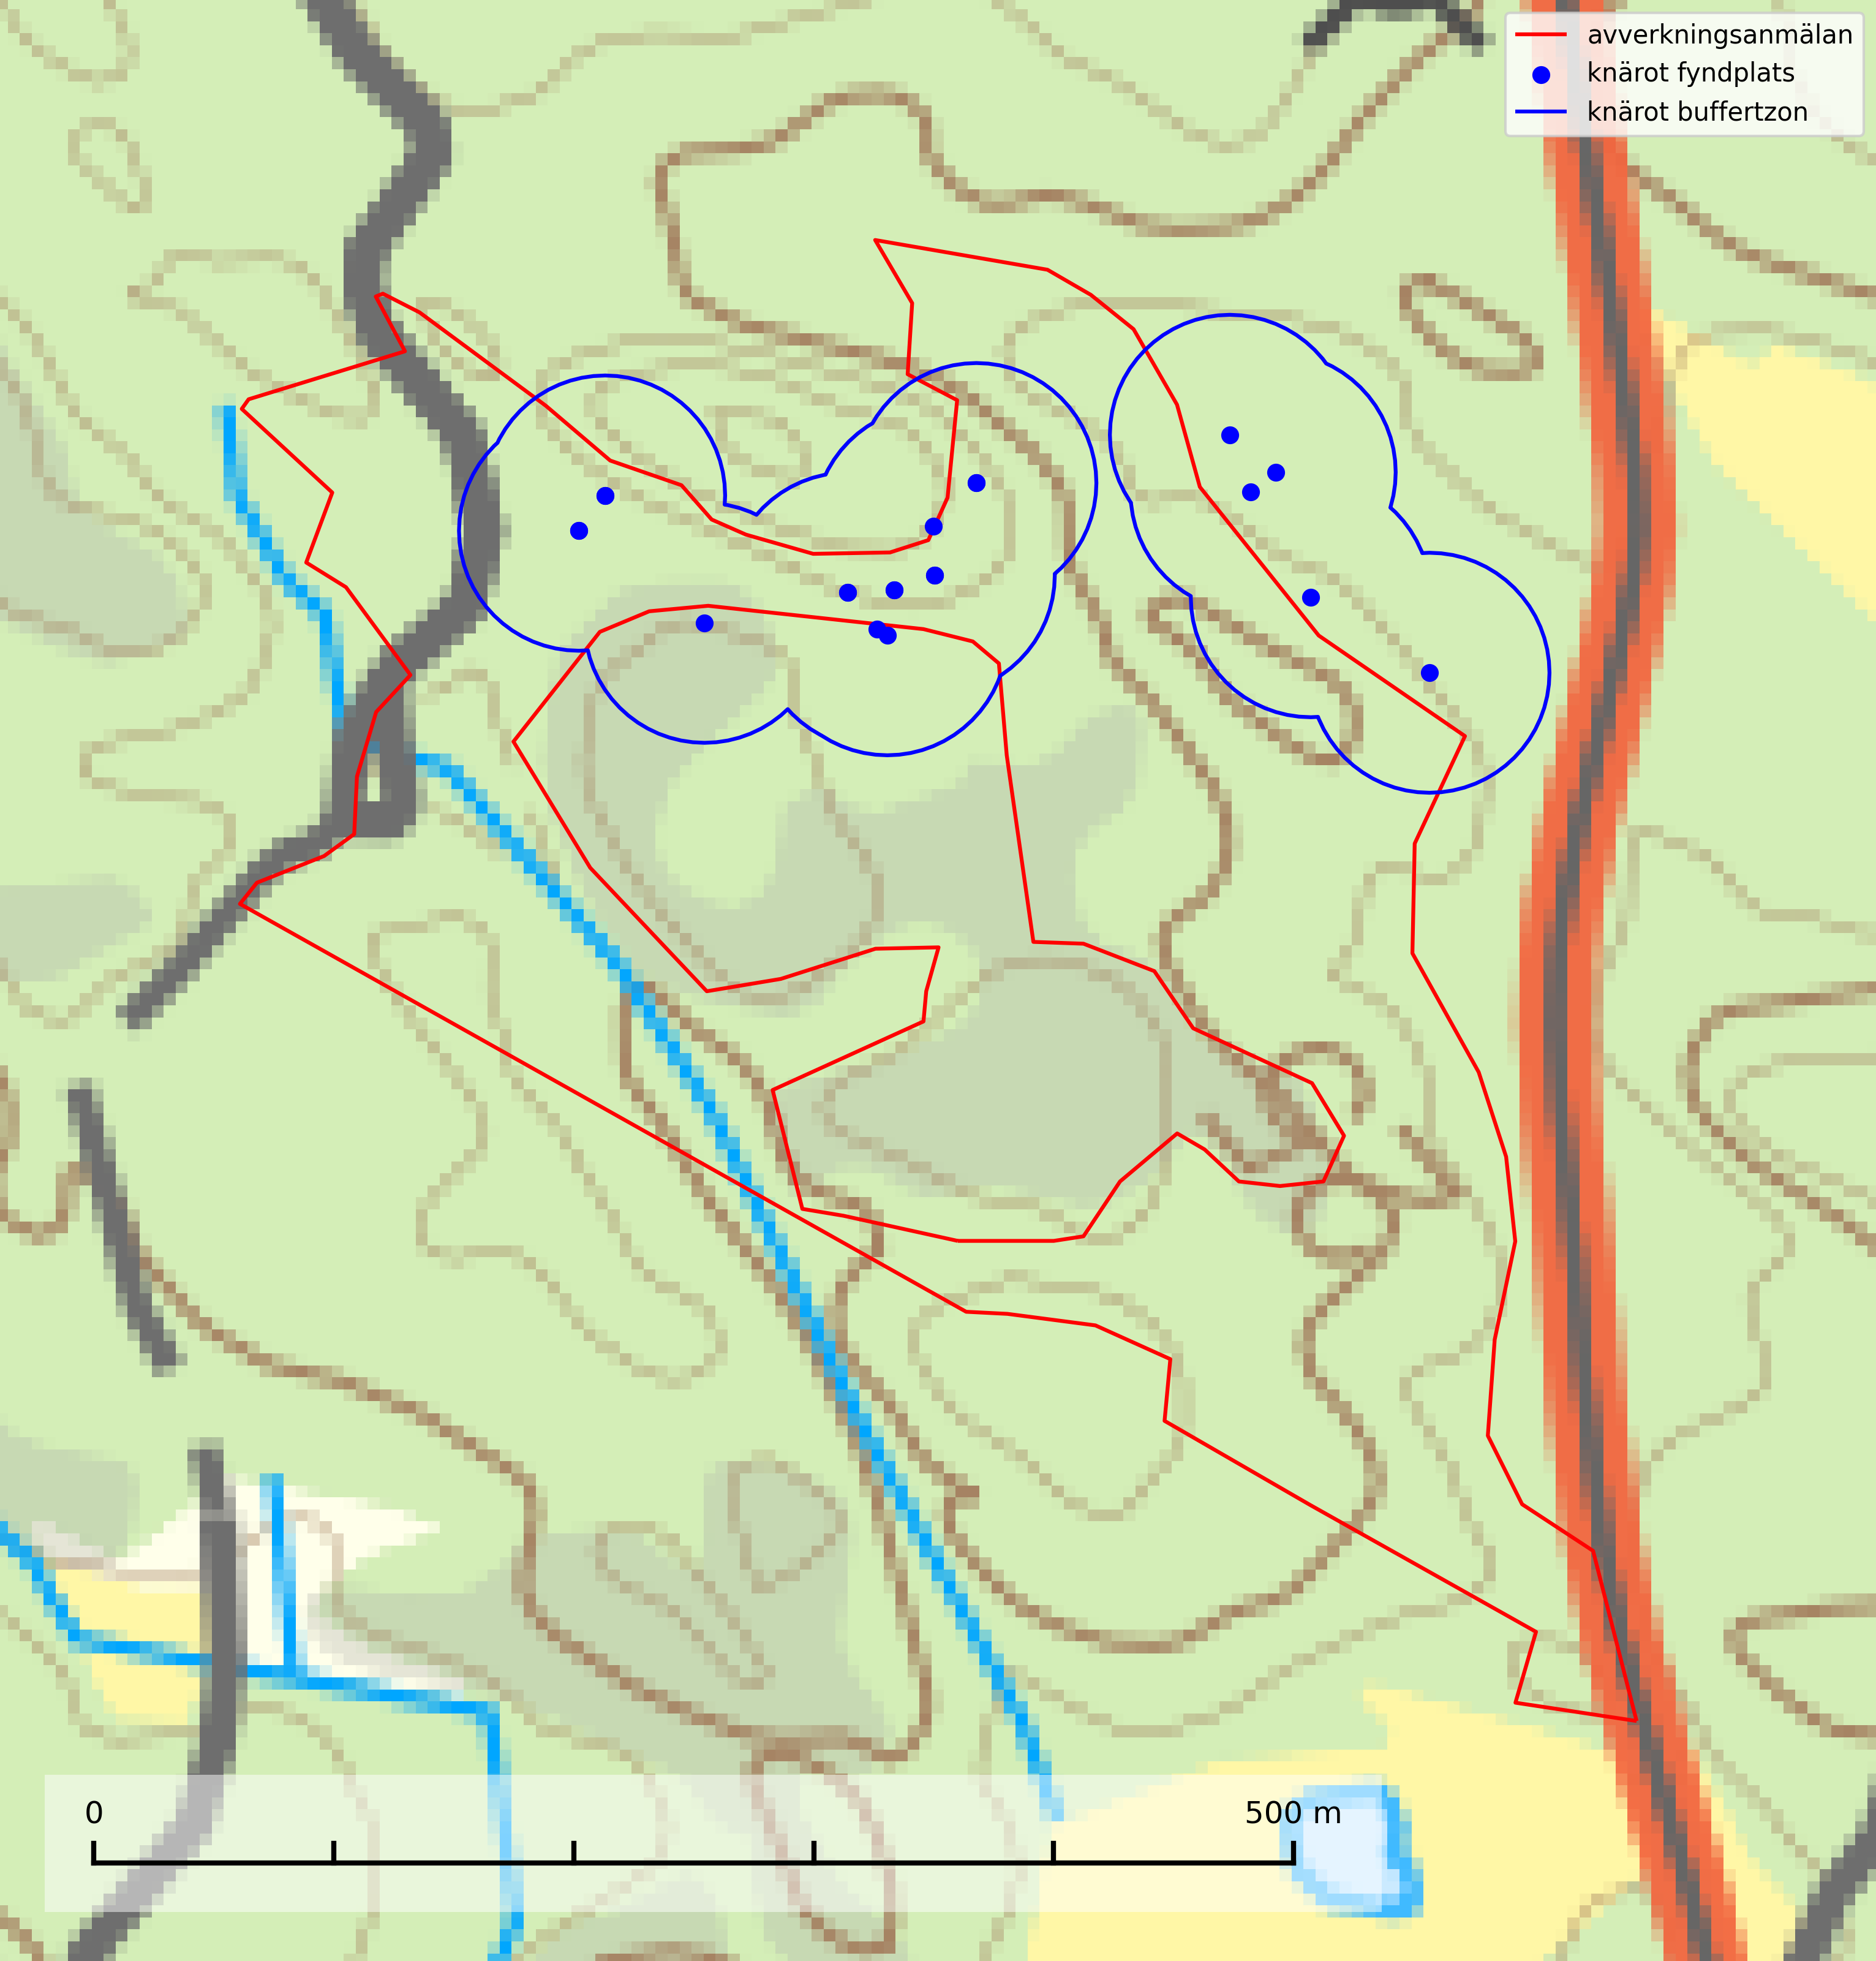 avverkningsanmälan
knärot fyndplats
knärot buffertzon
0
500 m